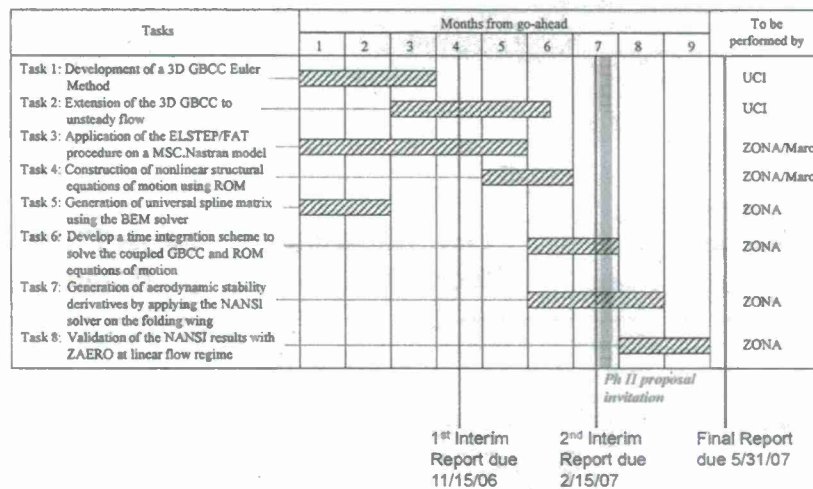 Tasks
Months from go-ahead
To be
performed by
1 2 3 4 5 6 7 8 9
Task 1: Development of a 3D GBCC Euler
Method
UCI
Task 2: Extension of the 3D GBCC to
unsteady flow
UCI
Task 3: Application of the ELSTEP/FAT
procedure on a MSC.Nastran model
ZONA/Marc
Task 4: Construction of nonlinear structural
equations of motion using ROM
ZONA/Marc
Task 5: Generation of universal spline matrix
using the BEM solver
ZONA
Task 6: Develop a time integration scheme to
solve the coupled GBCC and ROM
equations of motion
ZONA
Task 7: Generation of aerodynamic stability
derivatives by applying the NANSI
solver on the folding wing
ZONA
Task 8: Validation of the NANSI results with
ZAERO at linear flow regime
ZONA
Ph II proposal
invitation
1st Interim
Report due
11/15/06
2nd Interim
Report due
2/15/07
Final Report
due 5/31/07